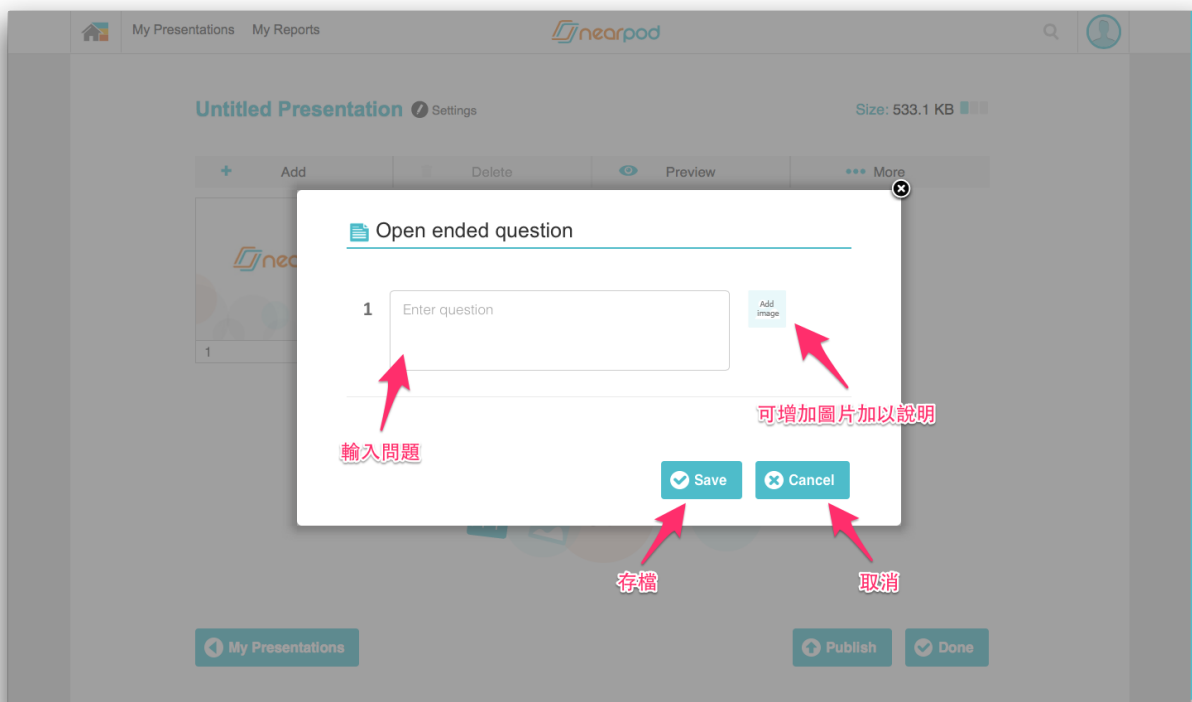 My Presentations My Reports nearpod
Untitled Presentation Settings Size: 533.1 KB
Add Delete Preview More
Open ended question
1 Enter question Add image
1
可增加圖片加以說明
輸入問題
Save Cancel
存檔 取消
My Presentations Publish Done